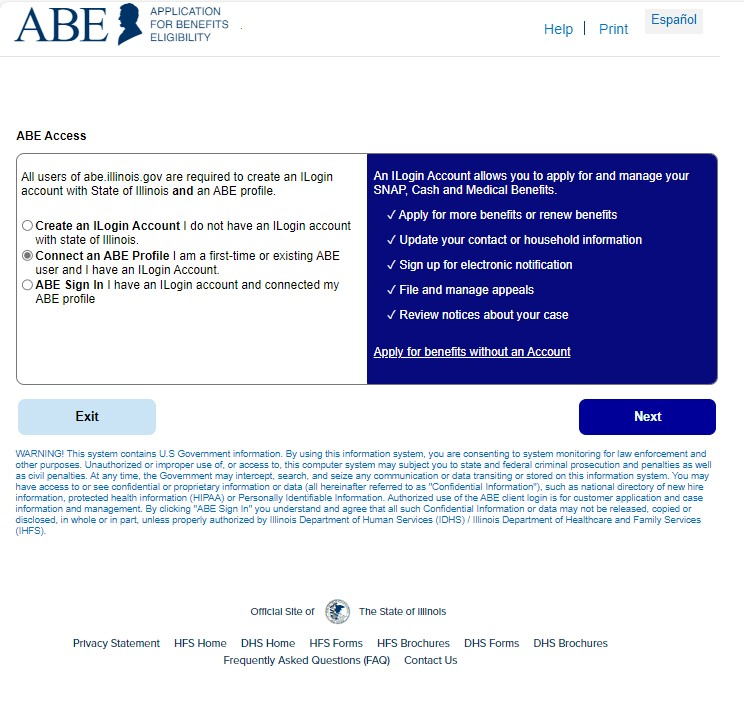 ABE
APPLICATION
FOR BENEFITS
ELIGIBILITY
Help | Print
Español
ABE Access
All users of abe.illinois.gov are required to create an ILogin
account with State of Illinois and an ABE profile.
Create an ILogin Account I do not have an ILogin account
with state of Illinois.
Connect an ABE Profile I am a first-time or existing ABE
user and I have an ILogin Account.
ABE Sign In I have an ILogin account and connected my
ABE profile
An ILogin Account allows you to apply for and manage your
SNAP, Cash and Medical Benefits.
✓ Apply for more benefits or renew benefits
✓ Update your contact or household information
✓ Sign up for electronic notification
✓ File and manage appeals
✓ Review notices about your case
Apply for benefits without an Account
Exit
Next
WARNING! This system contains U.S Government information. By using this information system, you are consenting to system monitoring for law enforcement and
other purposes. Unauthorized or improper use of, or access to, this computer system may subject you to state and federal criminal prosecution and penalties as well
as civil penalties. At any time, the Government may intercept, search, and seize any communication or data transiting or stored on this information system. You may
have access to or see confidential or proprietary information or data (all hereinafter referred to as "Confidential Information"), such as national directory of new hire
information, protected health information (HIPAA) or Personally Identifiable Information. Authorized use of the ABE client login is for customer application and case
information and management. By clicking "ABE Sign In" you understand and agree that all such Confidential Information or data may not be released, copied or
disclosed, in whole or in part, unless properly authorized by Illinois Department of Human Services (IDHS) / Illinois Department of Healthcare and Family Services
(IHFS).
Official Site of The State of Illinois
Privacy Statement HFS Home DHS Home HFS Forms HFS Brochures DHS Forms DHS Brochures
Frequently Asked Questions (FAQ) Contact Us